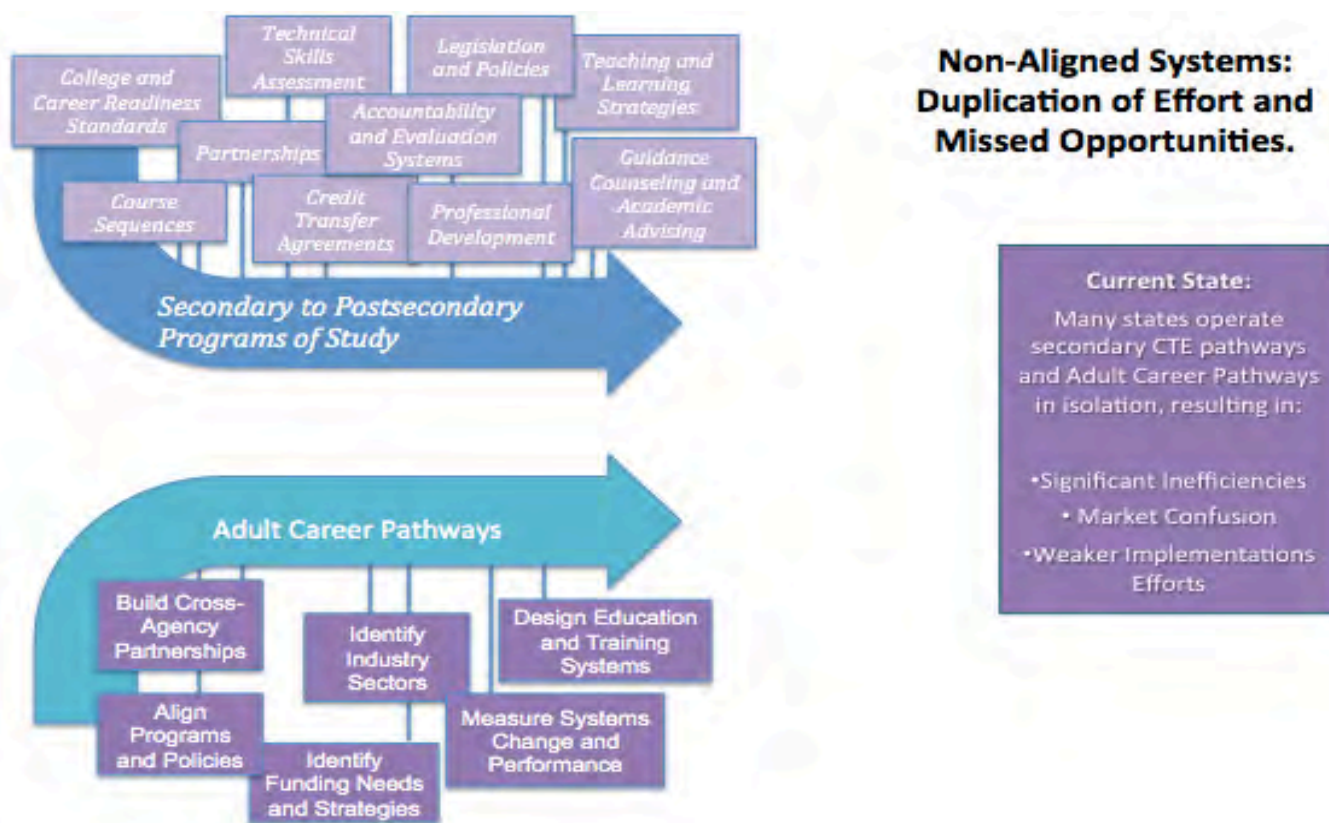 Technical
Skills
Assessment
Legislation
and Policies
Teaching and
Learning
Strategies
College and
Career Readiness
Standards
Accountability
and Evaluation
Systems
Partnerships
Guidance
Counseling and
Academic
Advising
Course
Sequences
Credit
Transfer
Agreements
Professional
Development
Secondary to Postsecondary
Programs of Study
Adult Career Pathways
Build Cross-
Agency
Partnerships
Identify
Industry
Sectors
Design Education
and Training
Systems
Align
Programs
and Policies
Identify
Funding Needs
and Strategies
Measure Systems
Change and
Performance
Non-Aligned Systems:
Duplication of Effort and
Missed Opportunities.
Current State:
Many states operate
secondary CTE pathways
and Adult Career Pathways
in isolation, resulting in:
•Significant Inefficiencies
• Market Confusion
•Weaker Implementations
Efforts